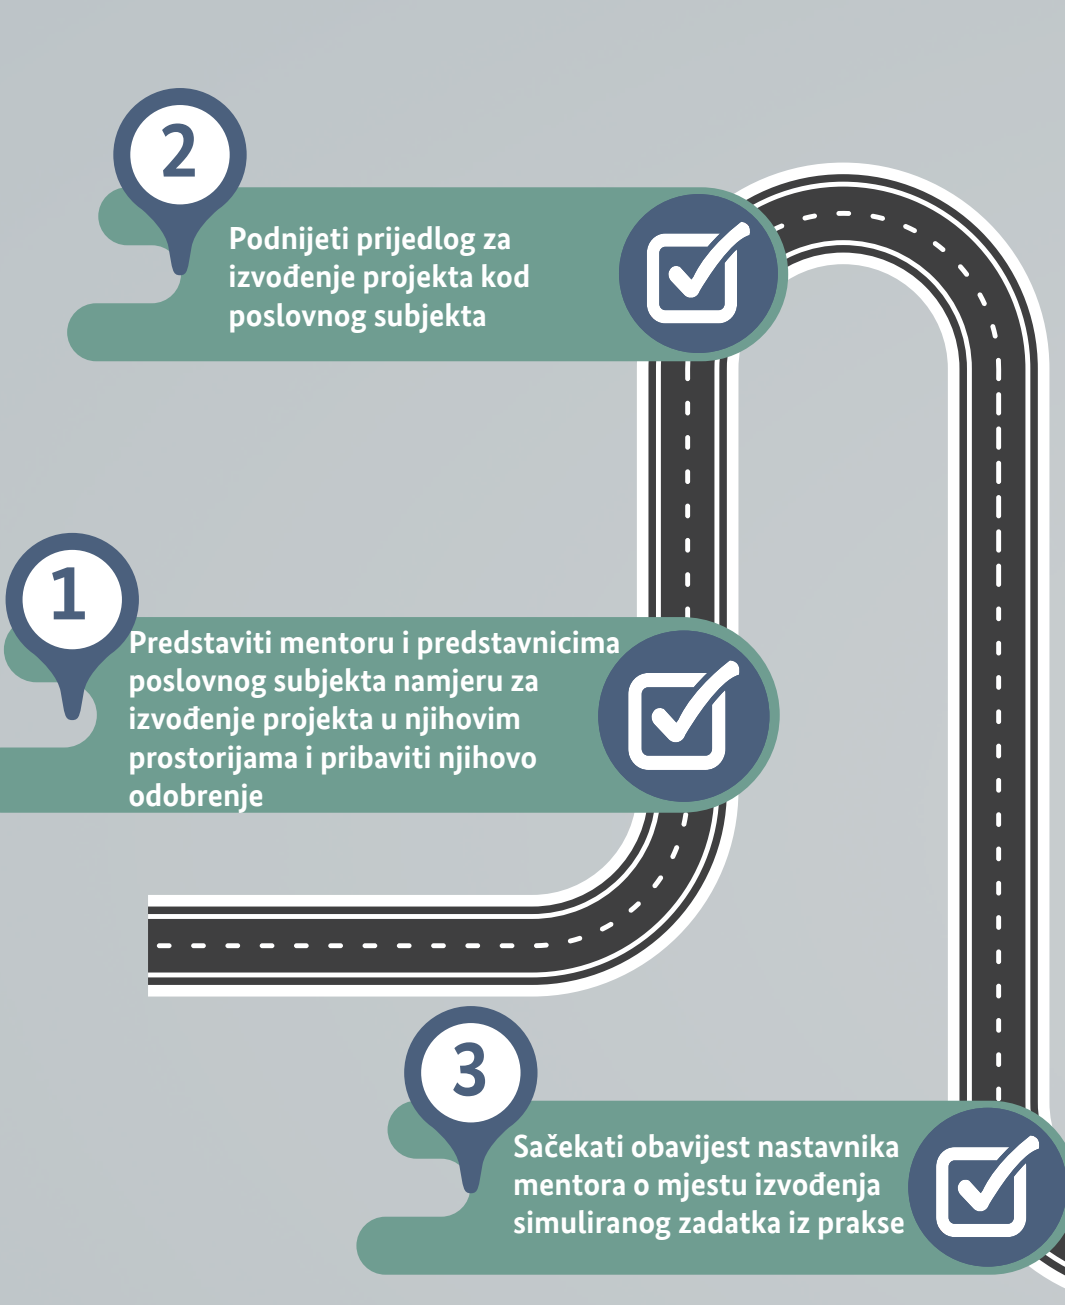 2
Podnijeti prijedlog za
izvođenje projekta kod
poslovnog subjekta
1
Predstaviti mentoru i predstavnicima
poslovnog subjekta namjeru za
izvođenje projekta u njihovim
prostorijama i pribaviti njihovo
odobrenje
3
Sačekati obavijest nastavnika
mentora o mjestu izvođenja
simuliranog zadatka iz prakse